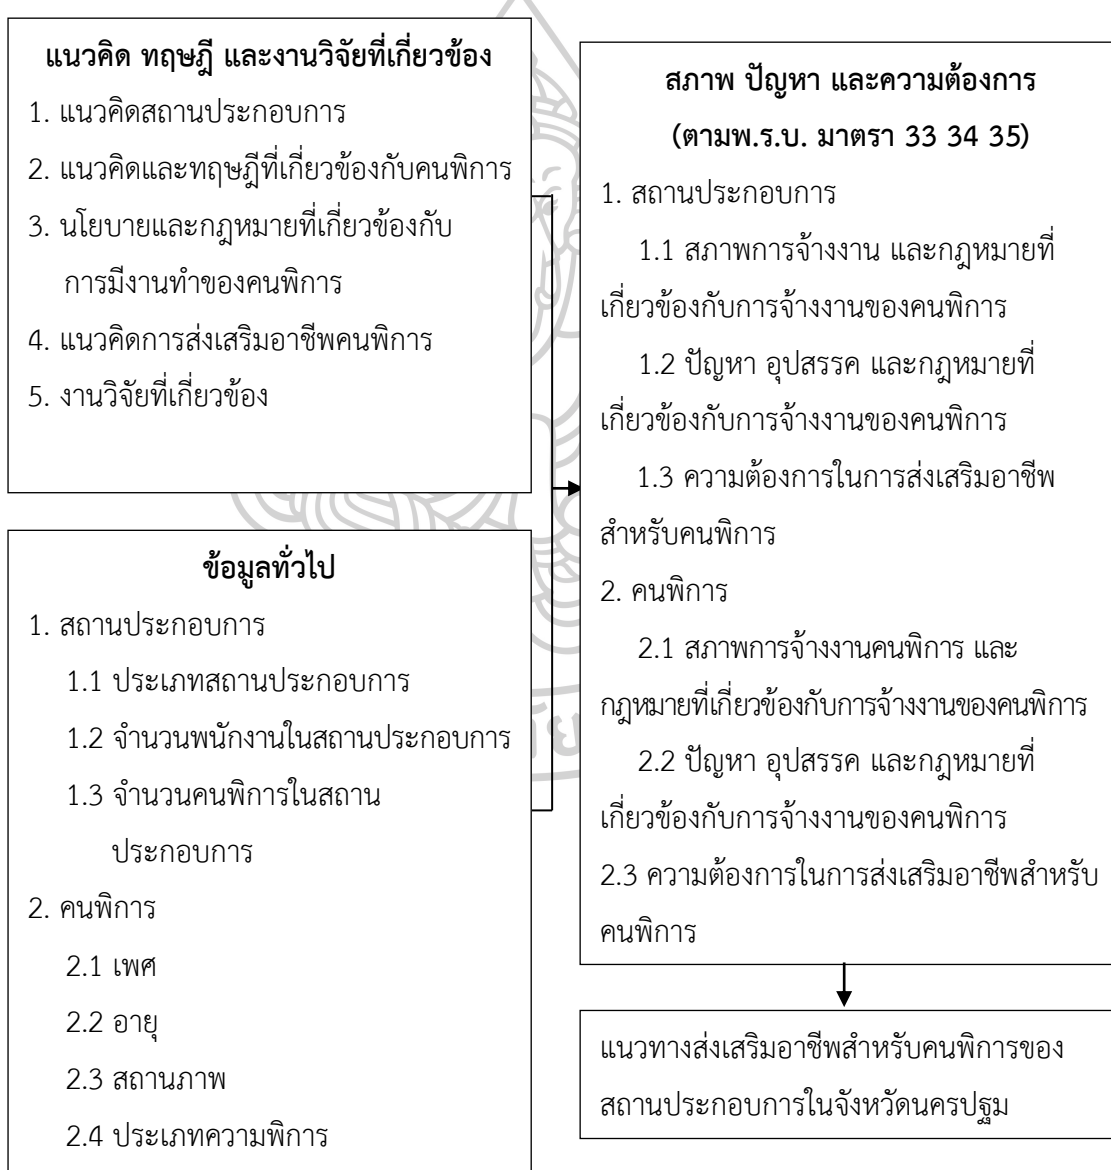 แนวคิด ทฤษฎี และงานวิจัยที่เกี่ยวข้อง
1. แนวคิดสถานประกอบการ
2. แนวคิดและทฤษฎีที่เกี่ยวข้องกับคนพิการ
3. นโยบายและกฎหมายที่เกี่ยวข้องกับ
การมีงานทำของคนพิการ
4. แนวคิดการส่งเสริมอาชีพคนพิการ
5. งานวิจัยที่เกี่ยวข้อง
ข้อมูลทั่วไป
1. สถานประกอบการ
1.1 ประเภทสถานประกอบการ
1.2 จำนวนพนักงานในสถานประกอบการ
1.3 จำนวนคนพิการในสถาน
ประกอบการ
2. คนพิการ
2.1 เพศ
2.2 อายุ
2.3 สถานภาพ
2.4 ประเภทความพิการ
สภาพ ปัญหา และความต้องการ
(ตามพ.ร.บ. มาตรา 33 34 35)
1. สถานประกอบการ
1.1 สภาพการจ้างงาน และกฎหมายที่
เกี่ยวข้องกับการจ้างงานของคนพิการ
1.2 ปัญหา อุปสรรค และกฎหมายที่
เกี่ยวข้องกับการจ้างงานของคนพิการ
1.3 ความต้องการในการส่งเสริมอาชีพ
สำหรับคนพิการ
2. คนพิการ
2.1 สภาพการจ้างงานคนพิการ และ
กฎหมายที่เกี่ยวข้องกับการจ้างงานของคนพิการ
2.2 ปัญหา อุปสรรค และกฎหมายที่
เกี่ยวข้องกับการจ้างงานของคนพิการ
2.3 ความต้องการในการส่งเสริมอาชีพสำหรับ
คนพิการ
แนวทางส่งเสริมอาชีพสำหรับคนพิการของ
สถานประกอบการในจังหวัดนครปฐม